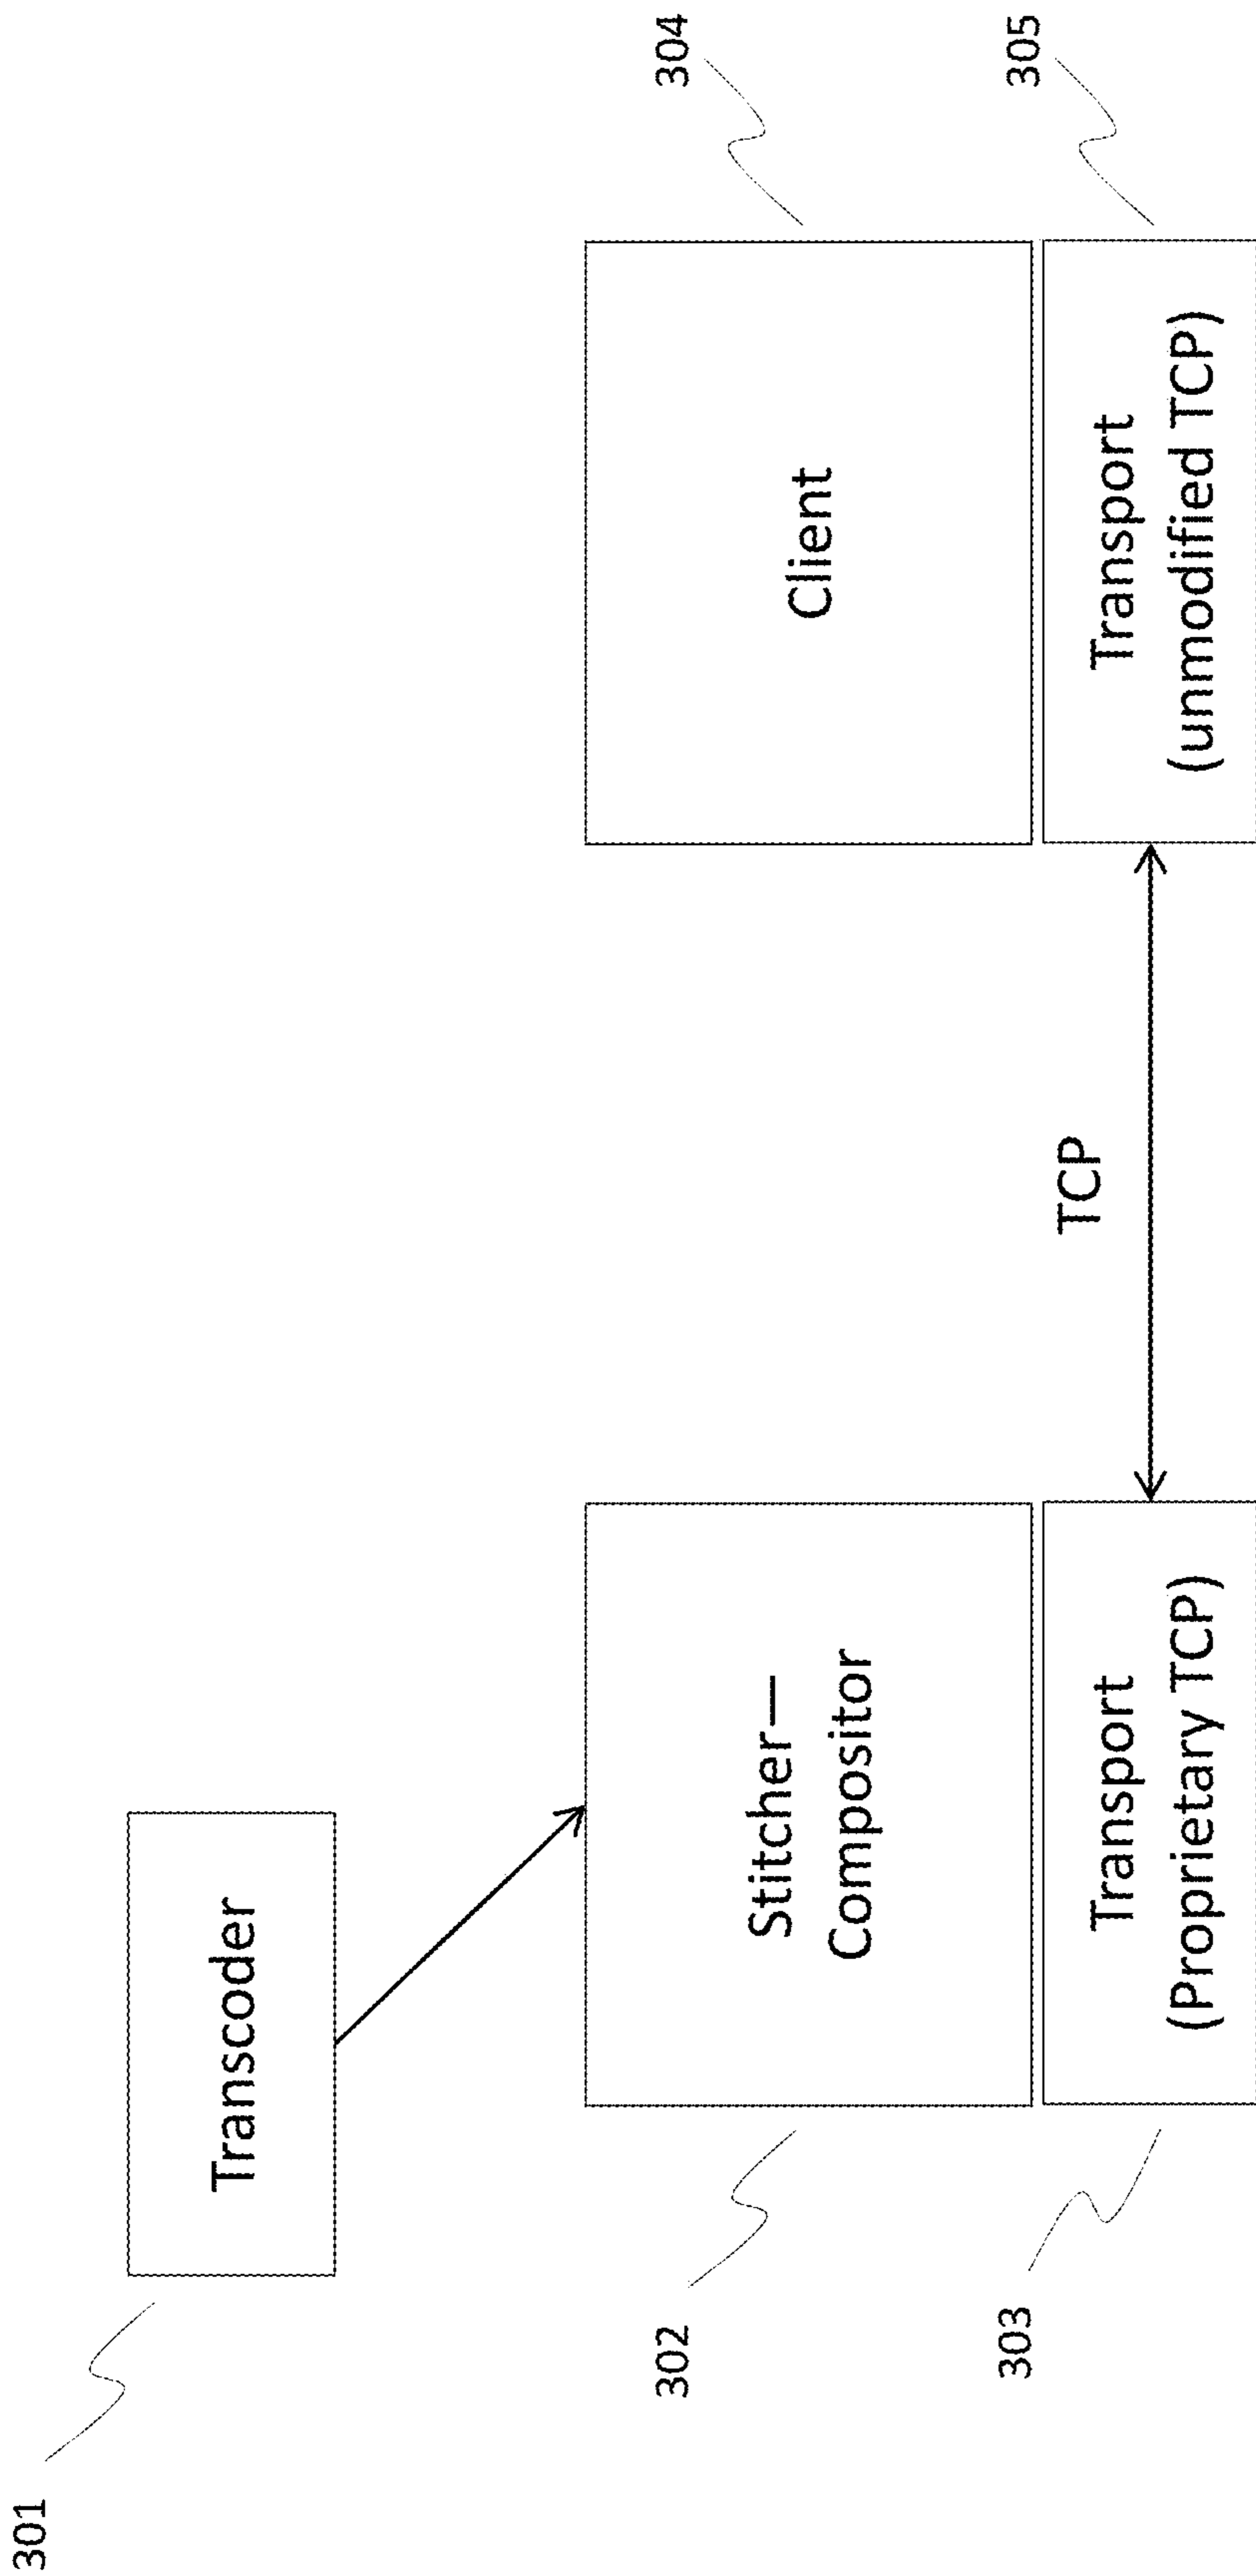 301
Transcoder
302
Stitcher—
Compositor
303
Transport
(Proprietary TCP)
TCP
304
Client
305
Transport
(unmodified TCP)